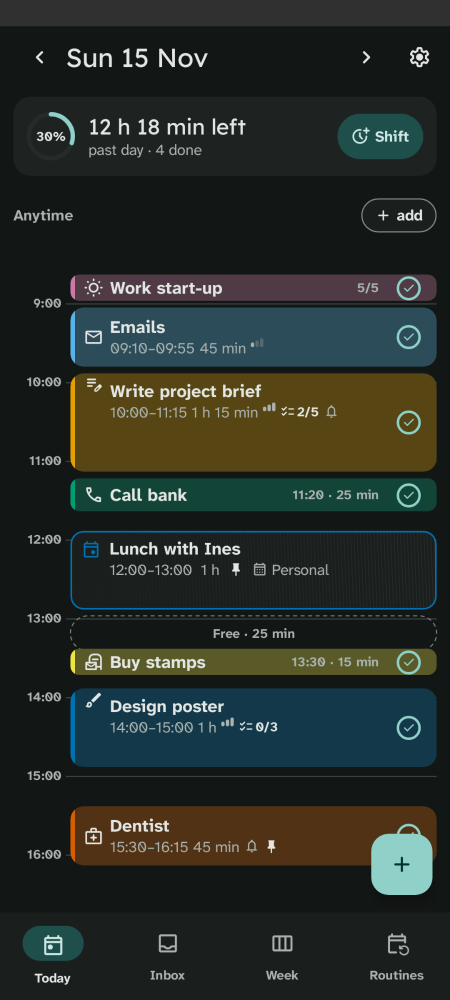 Sun 15 Nov
30%
12 h 18 min left
past day · 4 done
Shift
Anytime
+ add
Work start-up 5/5
9:00
Emails
09:10–09:55 45 min
10:00
Write project brief
10:00–11:15 1 h 15 min 2/5
11:00
Call bank 11:20 · 25 min
12:00
Lunch with Ines
12:00–13:00 1 h Personal
13:00
Free · 25 min
Buy stamps 13:30 · 15 min
14:00
Design poster
14:00–15:00 1 h 0/3
15:00
Dentist
15:30–16:15 45 min
16:00
Today Inbox Week Routines